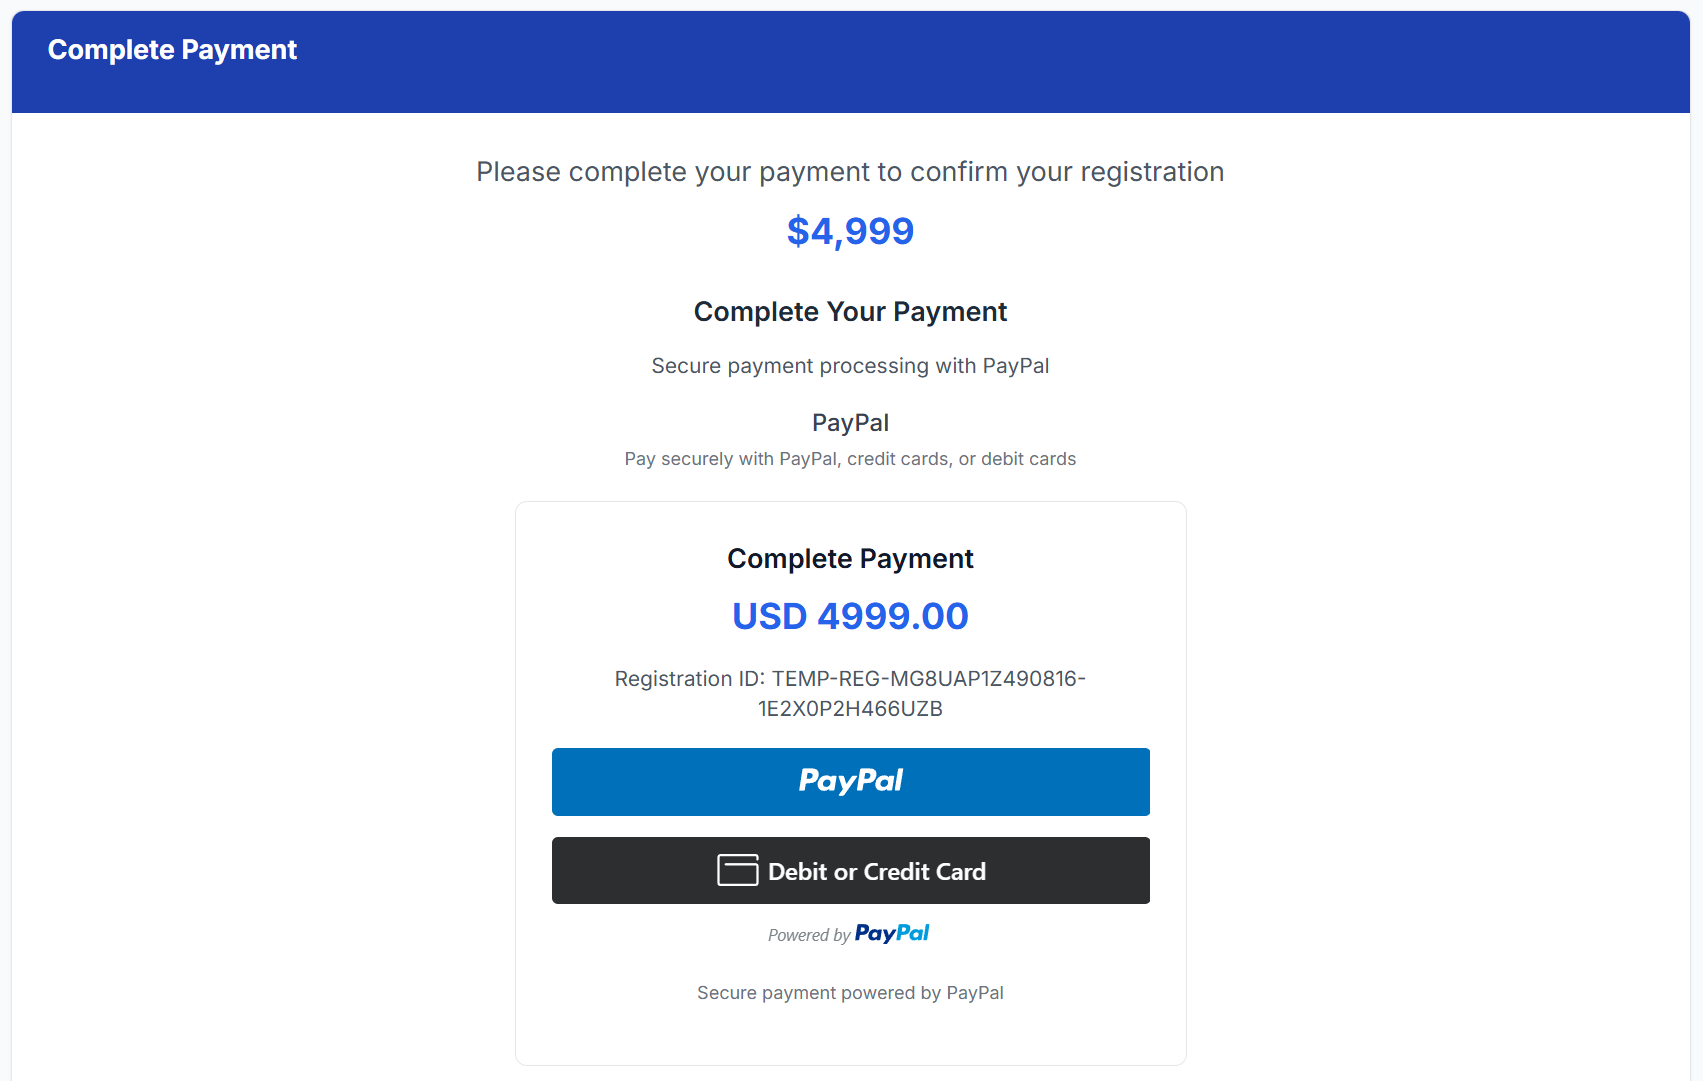 Complete Payment
Please complete your payment to confirm your registration
$4,999
Complete Your Payment
Secure payment processing with PayPal
PayPal
Pay securely with PayPal, credit cards, or debit cards
Complete Payment
USD 4999.00
Registration ID: TEMP-REG-MG8UAP1Z490816-
1E2X0P2H466UZB
PayPal
Debit or Credit Card
Powered by PayPal
Secure payment powered by PayPal